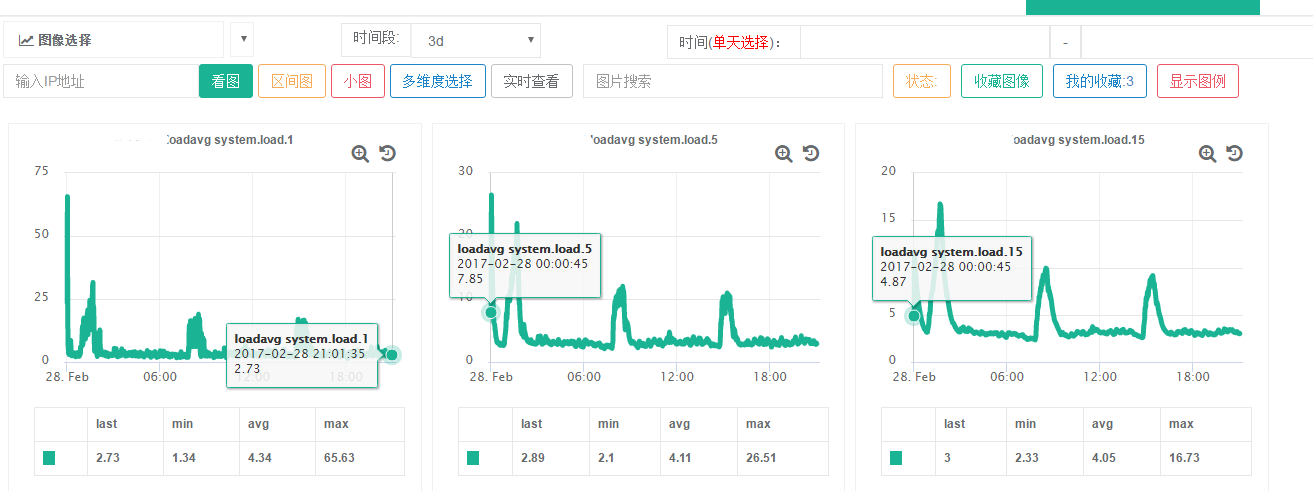 图像选择
时间段:
3d
时间(单天选择):
-
输入IP地址
看图
区间图
小图
多维度选择
实时查看
图片搜索
状态:
收藏图像
我的收藏:3
显示图例
loadavg system.load.1
75
50
25
0
28. Feb
06:00
12:00
18:00
loadavg system.load.1
2017-02-28 21:01:35
2.73
last min avg max
2.73 1.34 4.34 65.63
loadavg system.load.5
30
20
10
0
28. Feb
06:00
12:00
18:00
loadavg system.load.5
2017-02-28 00:00:45
7.85
last min avg max
2.89 2.1 4.11 26.51
loadavg system.load.15
20
15
5
0
28. Feb
06:00
12:00
18:00
loadavg system.load.15
2017-02-28 00:00:45
4.87
last min avg max
3 2.33 4.05 16.73